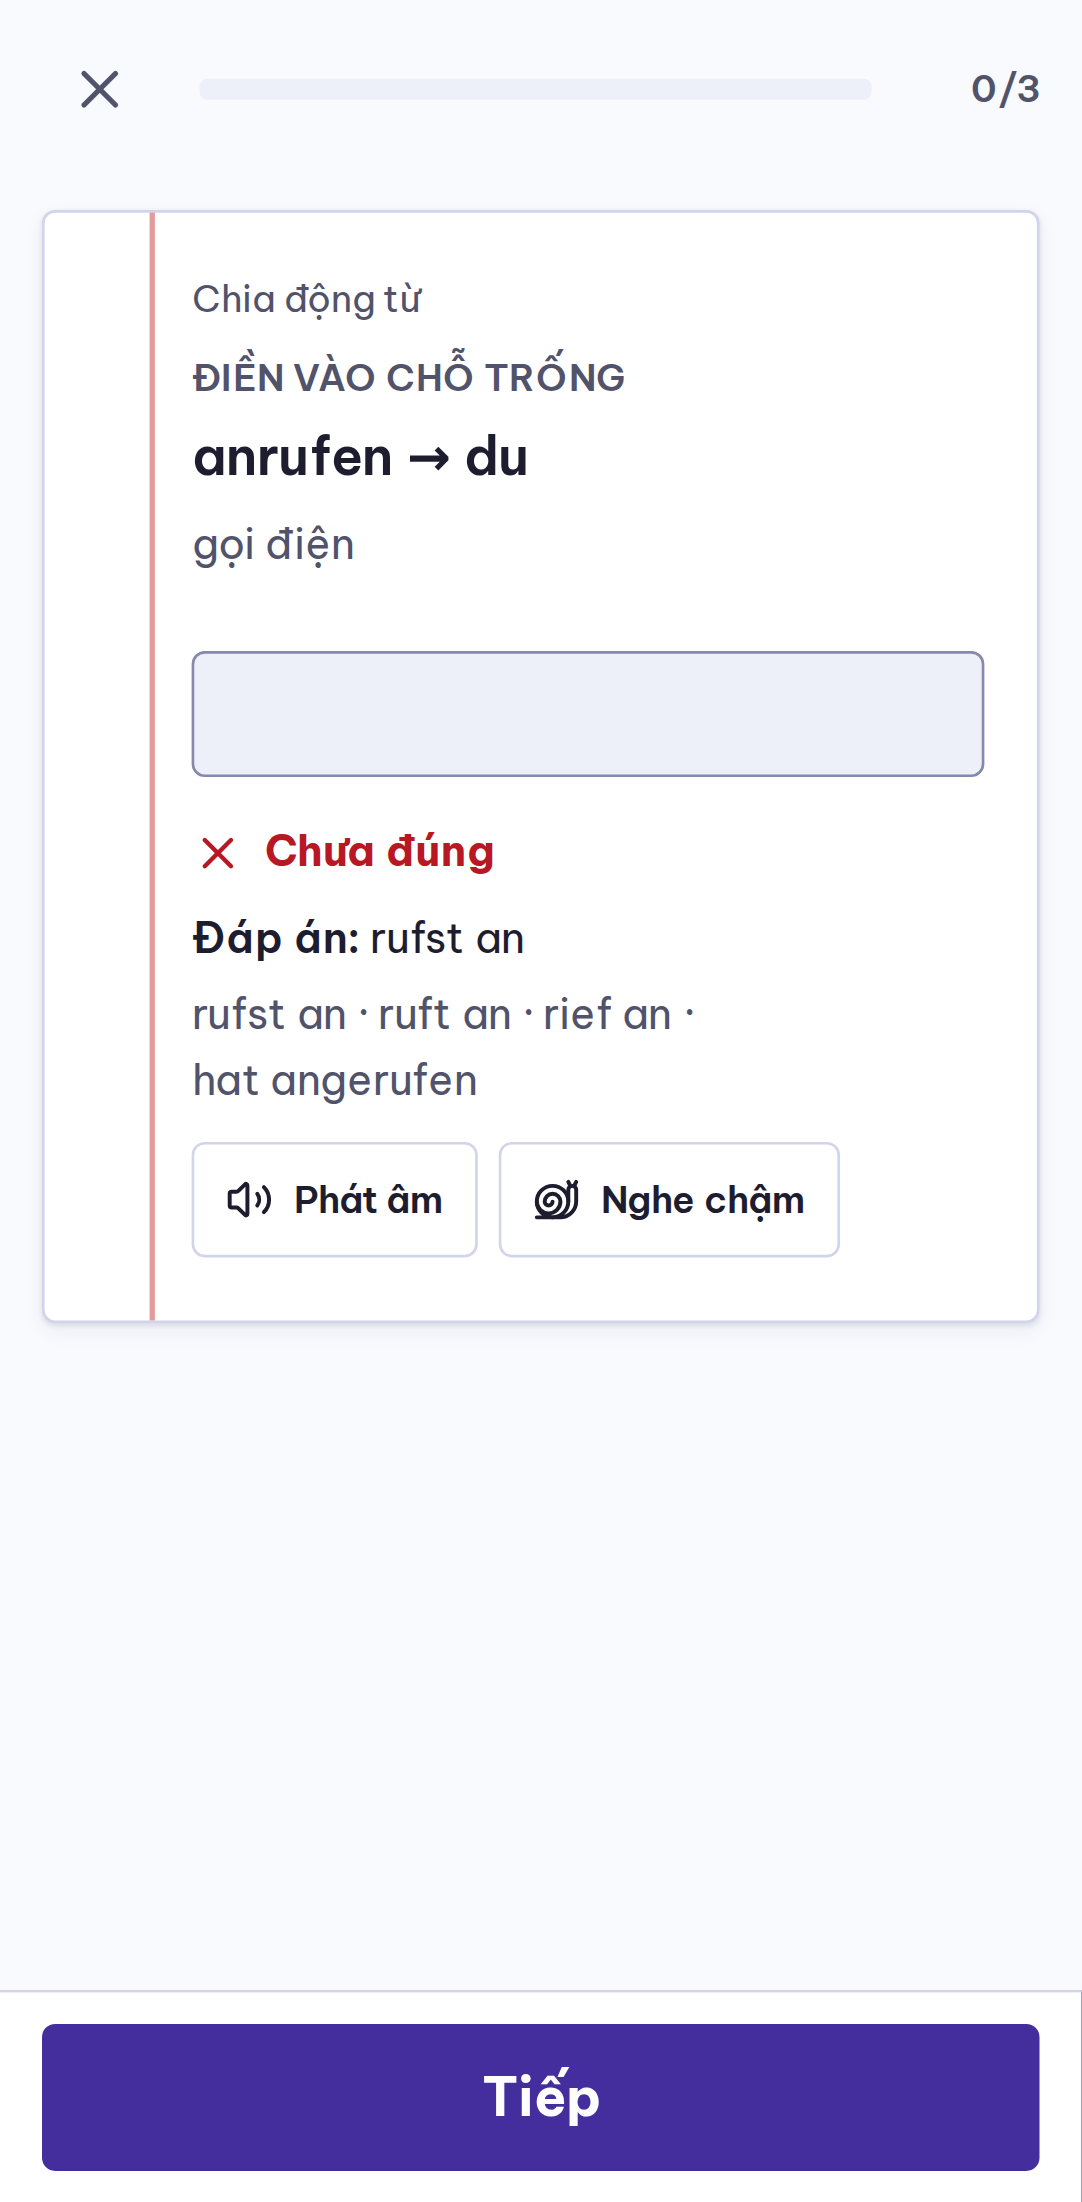 0/3
Chia động từ
ĐIỀN VÀO CHỖ TRỐNG
anrufen → du
gọi điện
Chưa đúng
Đáp án: rufst an
rufst an · ruft an · rief an ·
hat angerufen
Phát âm
Nghe chậm
Tiếp